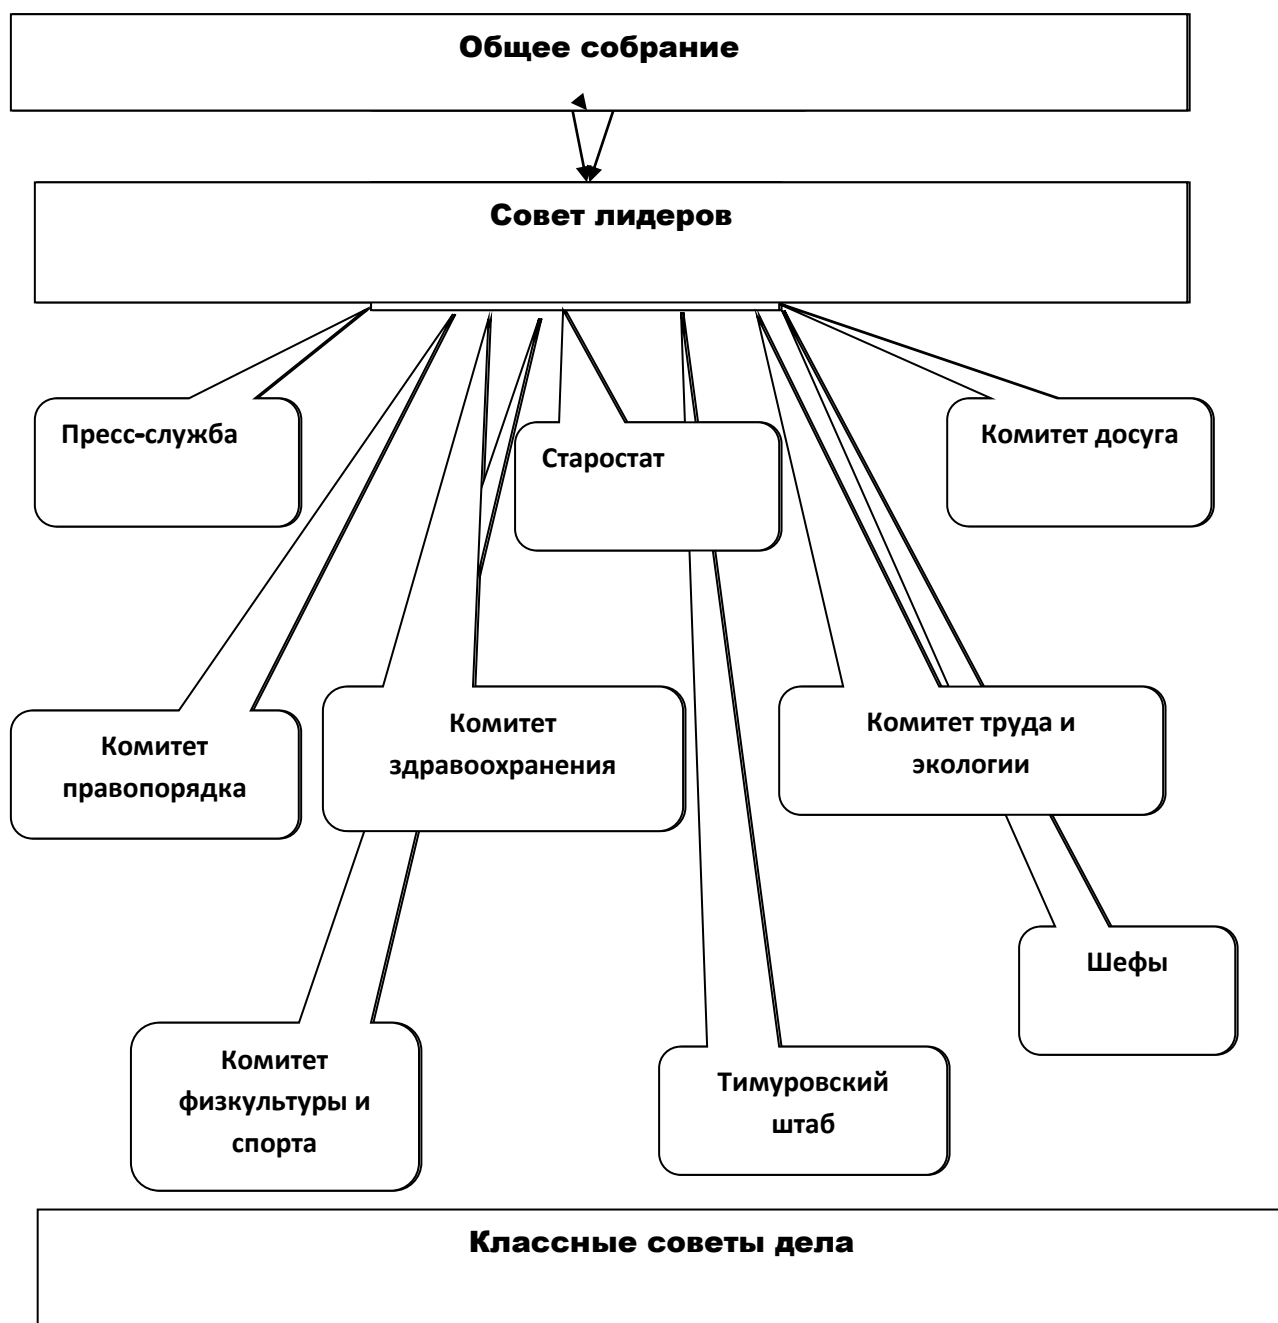 Общее собрание
Совет лидеров
Пресс-служба
Старостат
Комитет досуга
Комитет
правопорядка
Комитет
здравоохранения
Комитет труда и
экологии
Шефы
Комитет
физкультуры и
спорта
Тимуровский
штаб
Классные советы дела